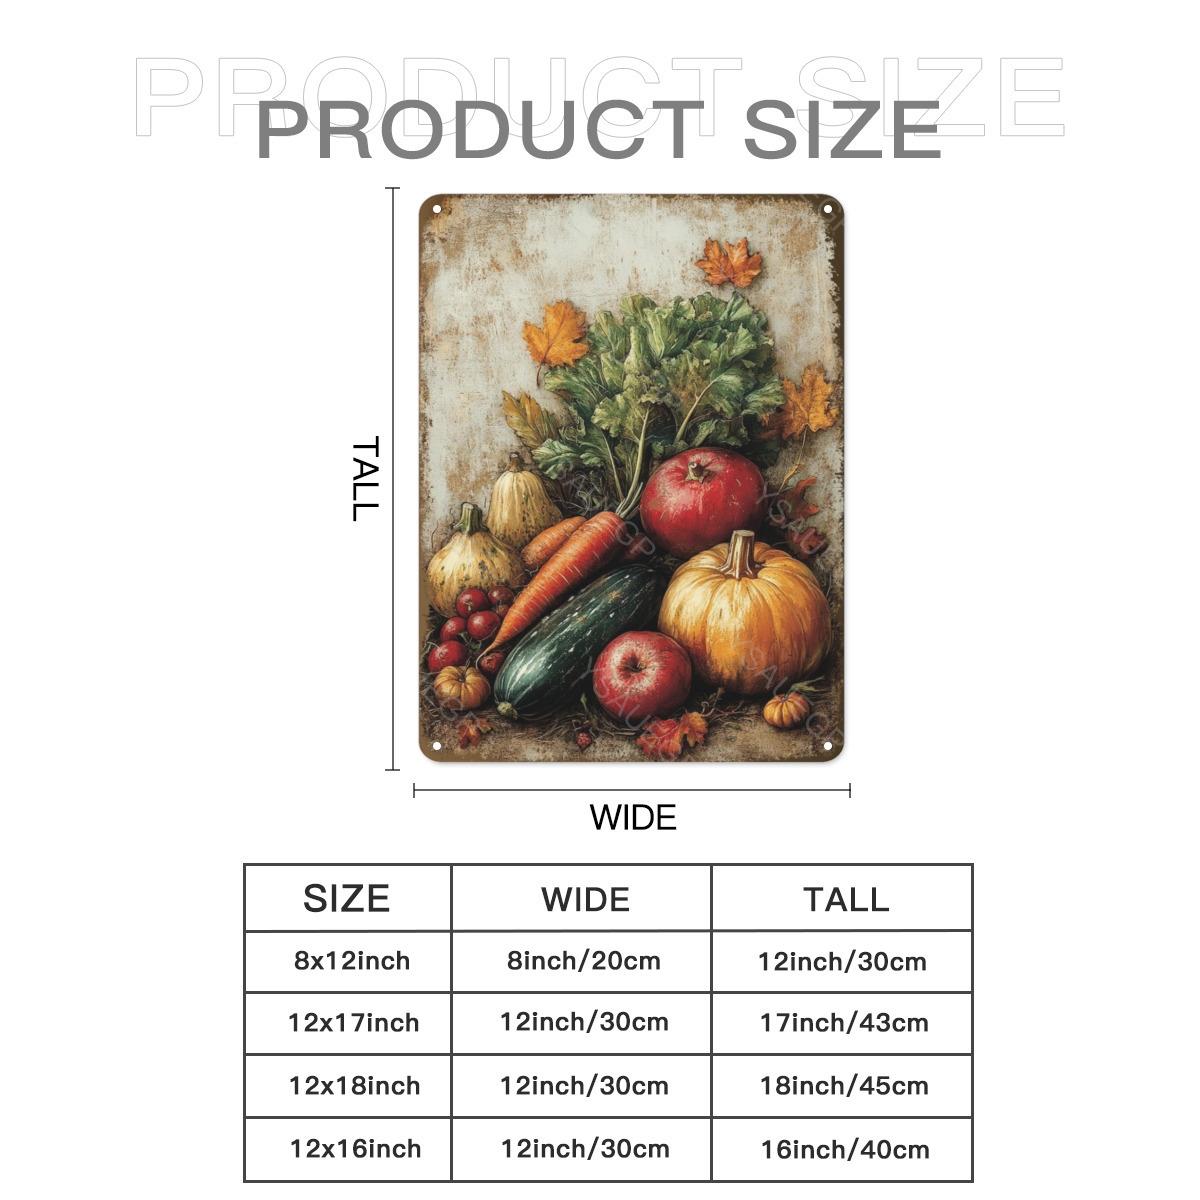 PRODUCT SIZE
PRODUCT SIZE
TALL
WIDE
SIZE WIDE TALL
8x12inch 8inch/20cm 12inch/30cm
12x17inch 12inch/30cm 17inch/43cm
12x18inch 12inch/30cm 18inch/45cm
12x16inch 12inch/30cm 16inch/40cm